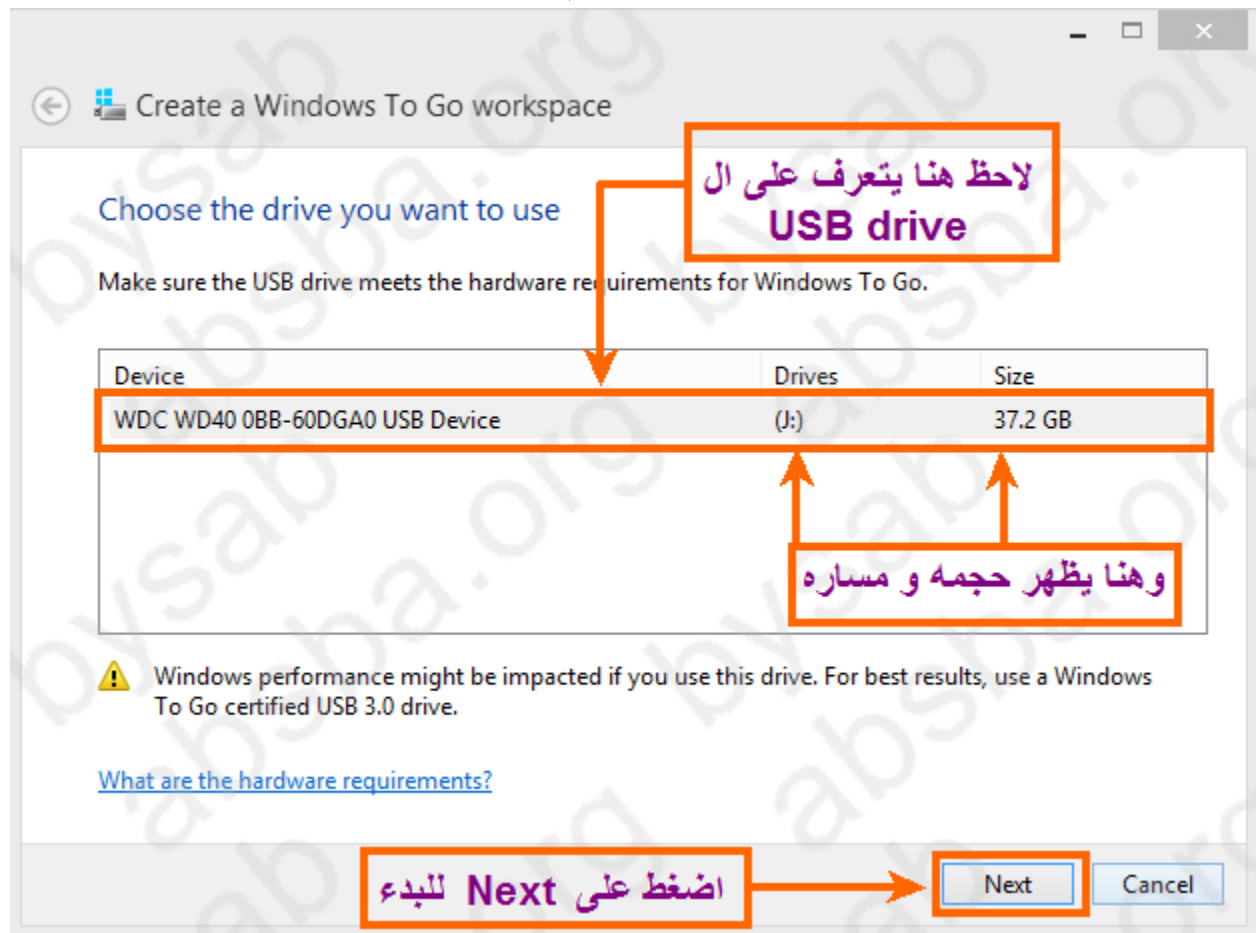 Create a Windows To Go workspace
لاحظ هنا يتعرف على ال
USB drive
Choose the drive you want to use
Make sure the USB drive meets the hardware requirements for Windows To Go.
Device Drives Size
WDC WD40 0BB-60DGA0 USB Device (J:) 37.2 GB
وهنا يظهر حجمه و مساره
Windows performance might be impacted if you use this drive. For best results, use a Windows
To Go certified USB 3.0 drive.
What are the hardware requirements?
اضغط على Next للبدء
Next Cancel
bysab
absba.org